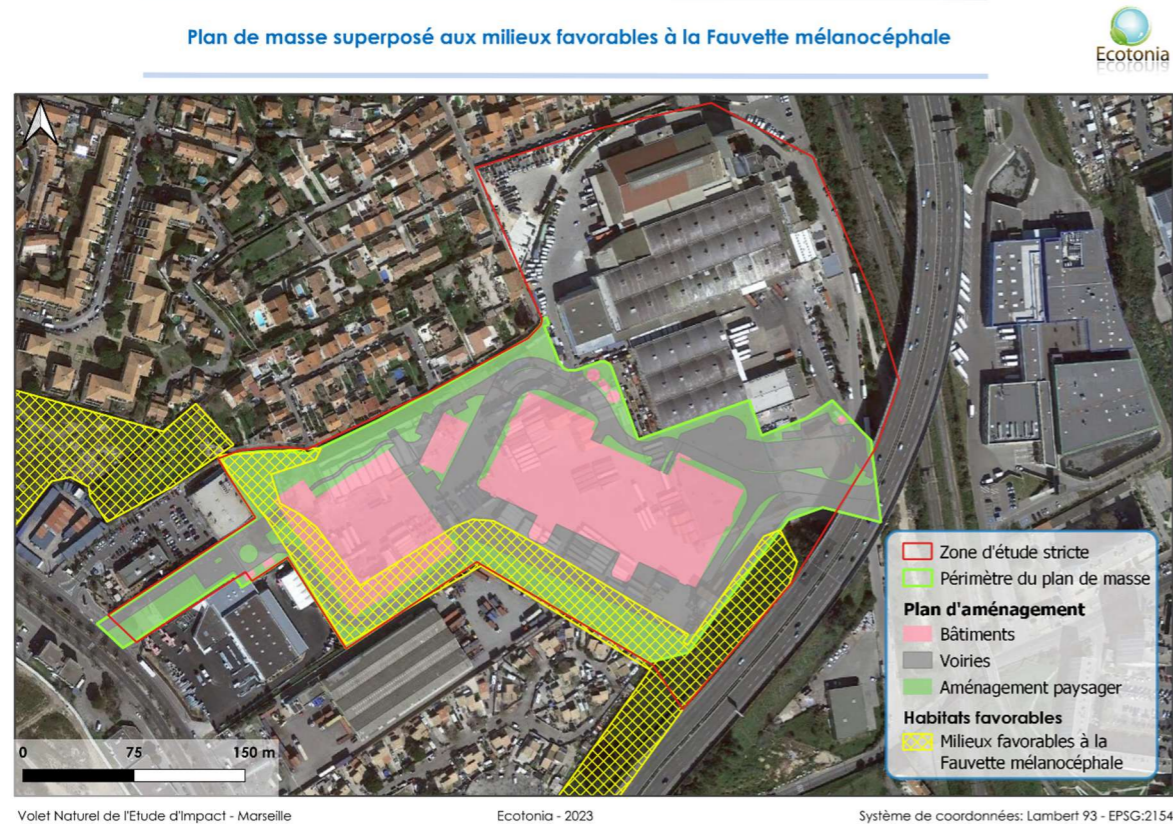 Plan de masse superposé aux milieux favorables à la Fauvette mélanocéphale
Ecotonia
0 75 150 m
Zone d'étude stricte
Périmètre du plan de masse
Plan d'aménagement
Bâtiments
Voiries
Aménagement paysager
Habitats favorables
Milieux favorables à la
Fauvette mélanocéphale
Volet Naturel de l'Etude d'Impact - Marseille
Ecotonia - 2023
Système de coordonnées: Lambert 93 - EPSG:2154